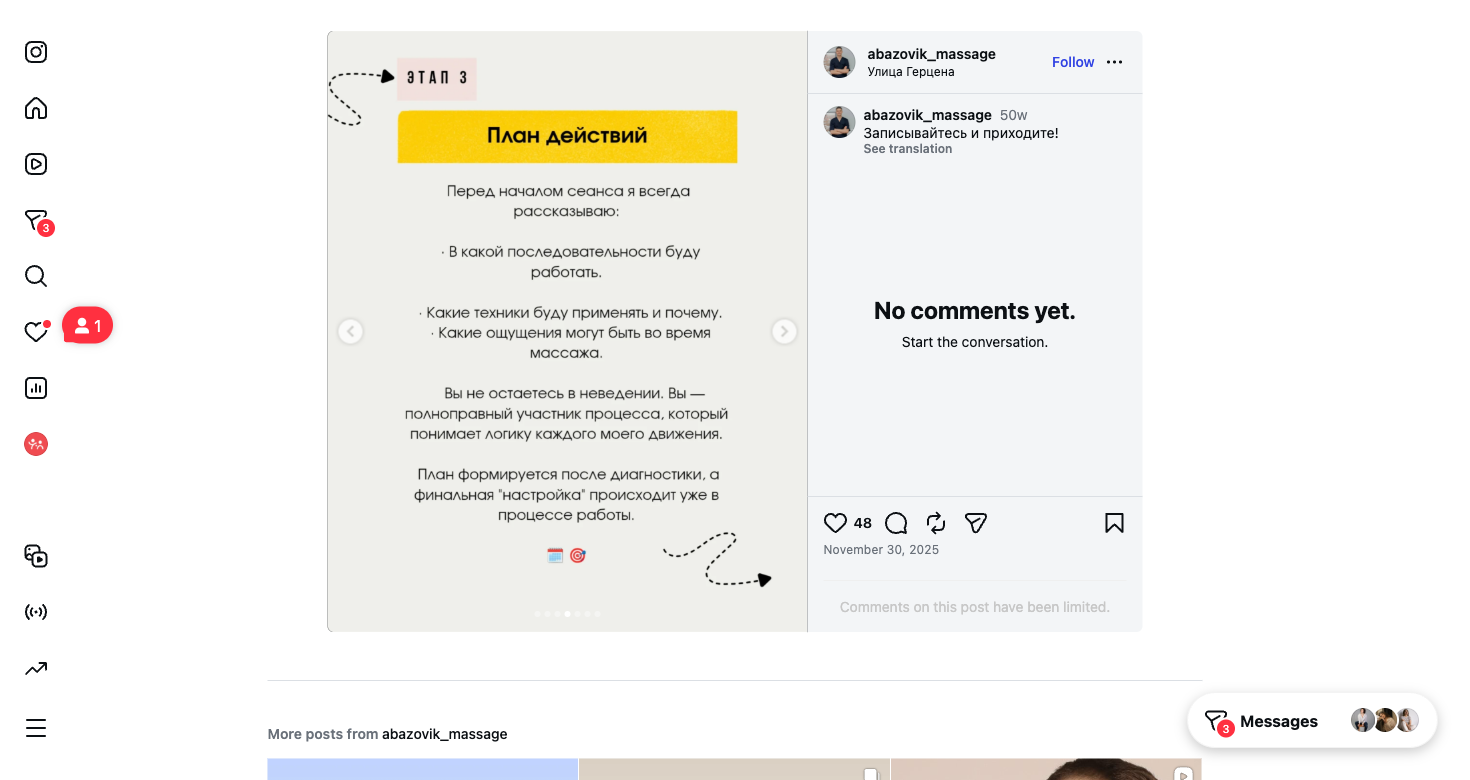 ЭТАП 3
План действий
Перед началом сеанса я всегда
рассказываю:
· В какой последовательности буду
работать.
· Какие техники буду применять и почему.
· Какие ощущения могут быть во время
массажа.
Вы не остаетесь в неведении. Вы —
полноправный участник процесса, который
понимает логику каждого моего движения.
План формируется после диагностики, а
финальная "настройка" происходит уже в
процессе работы.
abazovik_massage
Улица Герцена
Follow
abazovik_massage 50w
Записывайтесь и приходите!
See translation
No comments yet.
Start the conversation.
48
November 30, 2025
Comments on this post have been limited.
3
1
More posts from abazovik_massage
3
Messages